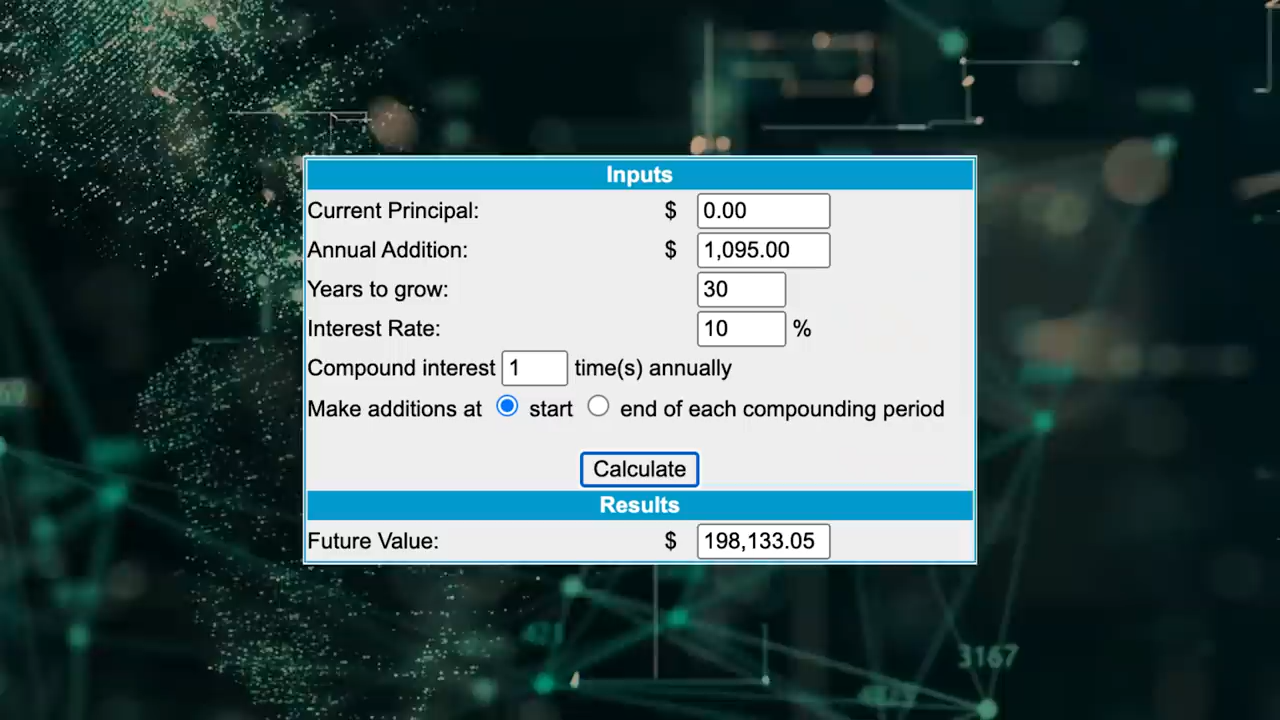 Inputs
Current Principal: $ 0.00
Annual Addition: $ 1,095.00
Years to grow: 30
Interest Rate: 10 %
Compound interest 1 time(s) annually
Make additions at start end of each compounding period
Calculate
Results
Future Value: $ 198,133.05
3167